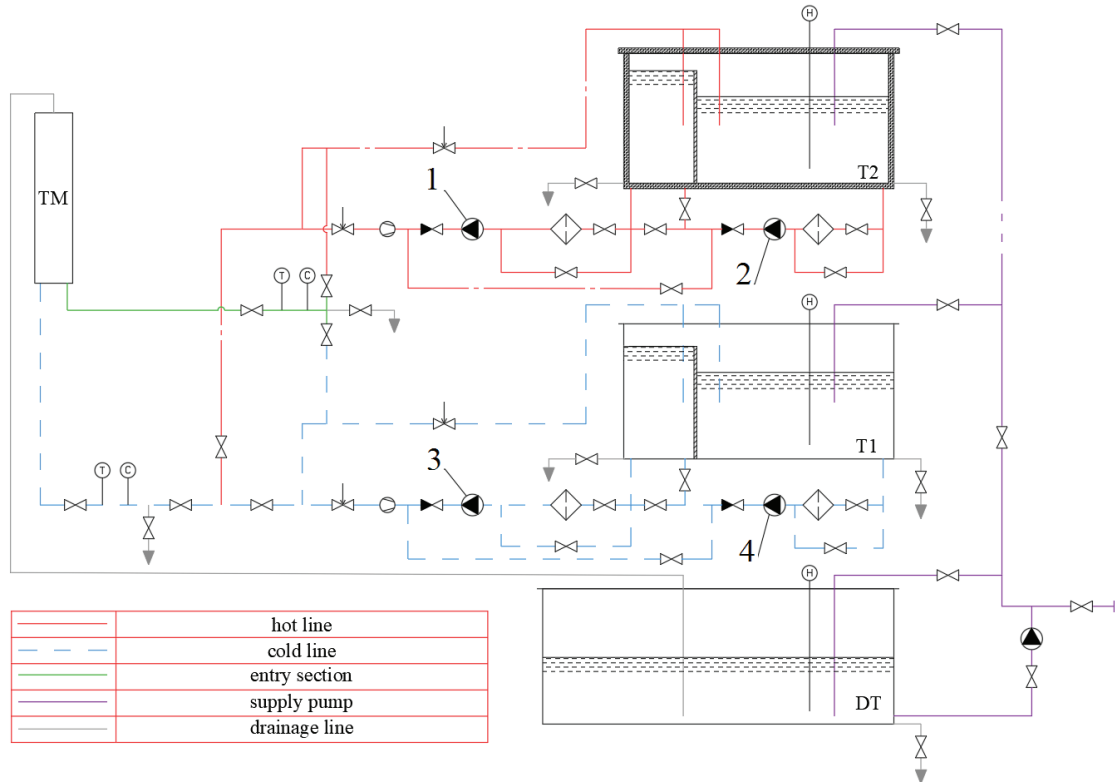 H
TM
T2
1
2
T
C
H
T1
3
T
C
4
H
DT
hot line
cold line
entry section
supply pump
drainage line